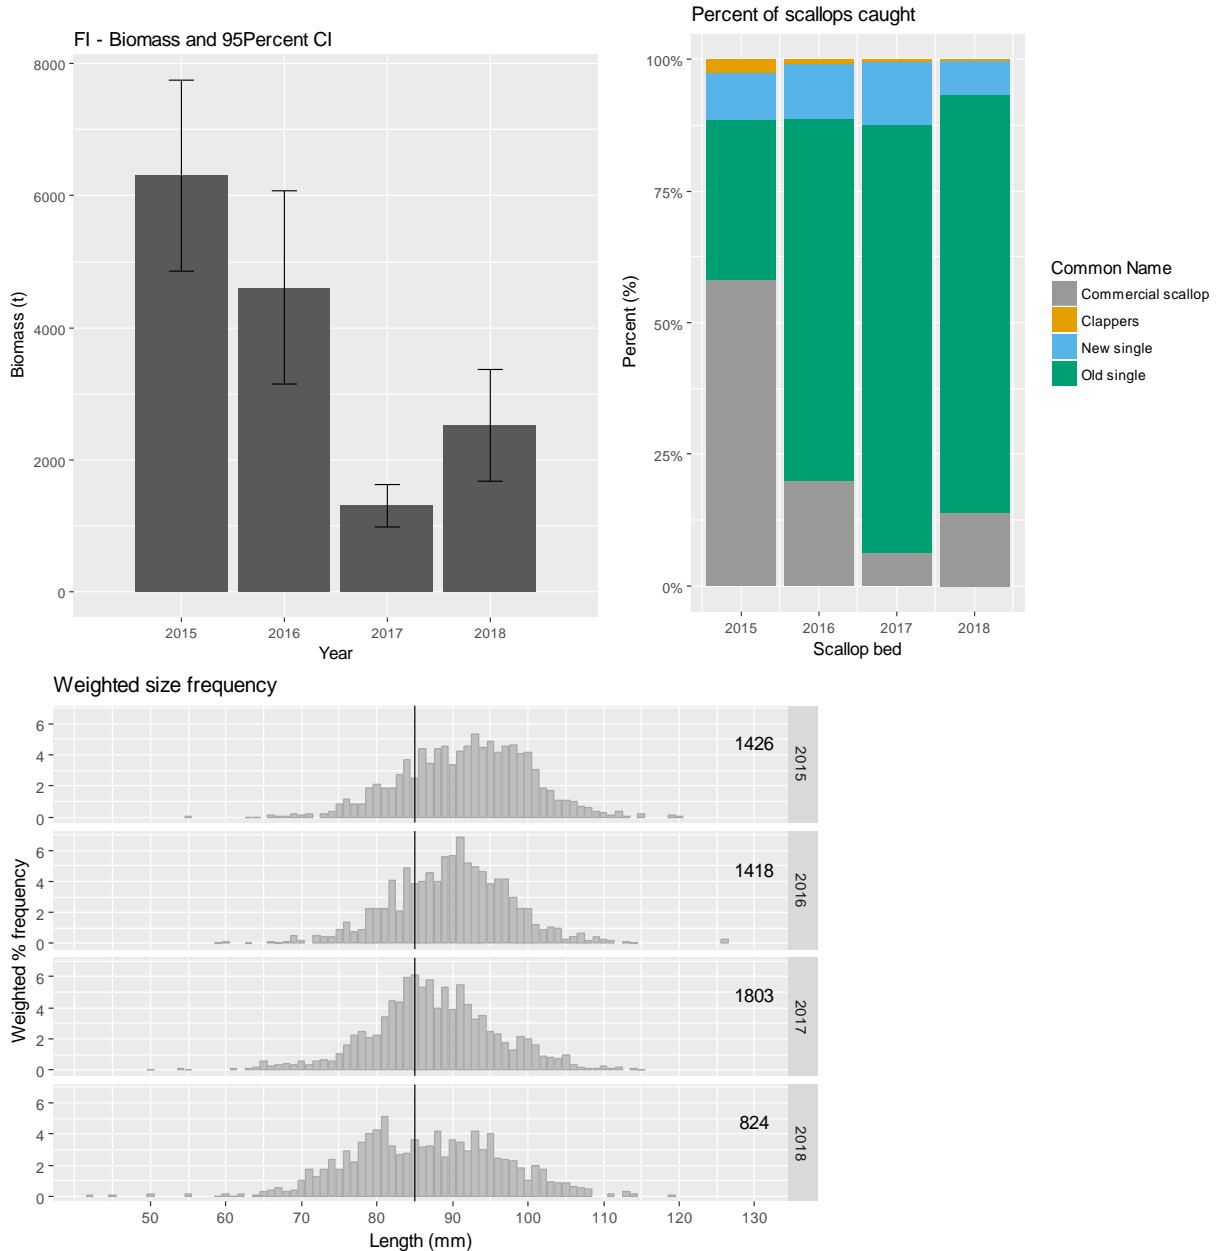 FI - Biomass and 95Percent CI
8000
6000
4000
2000
0
Biomass (t)
2015 2016 2017 2018
Year
Percent of scallops caught
100%
75%
50%
25%
0%
Percent (%)
2015 2016 2017 2018
Scallop bed
Common Name
Commercial scallop
Clappers
New single
Old single
Weighted size frequency
Weighted % frequency
6
4
2
0
1426
2015
6
4
2
0
1418
2016
6
4
2
0
1803
2017
6
4
2
0
824
2018
50 60 70 80 90 100 110 120 130
Length (mm)